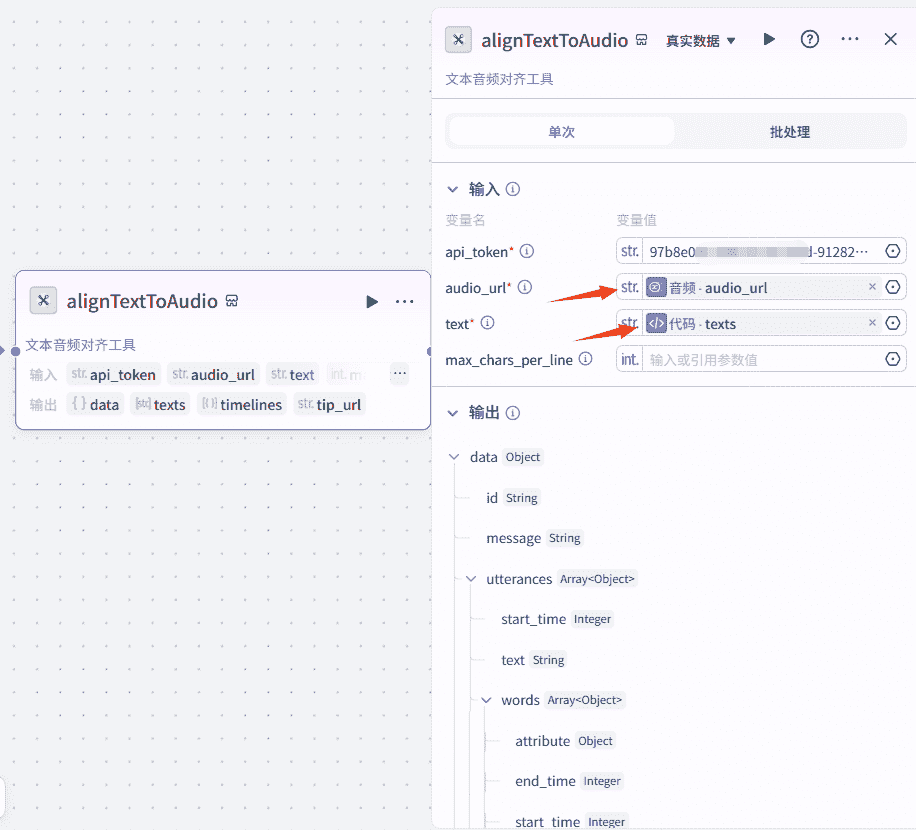 alignTextToAudio 真实数据
文本音频对齐工具
单次 批处理
输入
变量名 变量值
api_token* str. 97b8e0 d-91282···
audio_url* str. 音频 - audio_url
text* str. 代码 - texts
max_chars_per_line int. 输入或引用参数值
输出
data Object
id String
message String
utterances Array<Object>
start_time Integer
text String
words Array<Object>
attribute Object
end_time Integer
start_time Integer
alignTextToAudio
文本音频对齐工具
输入 str. api_token str. audio_url str. text int. m ···
输出 { } data [str] texts [{}] timelines str. tip_url